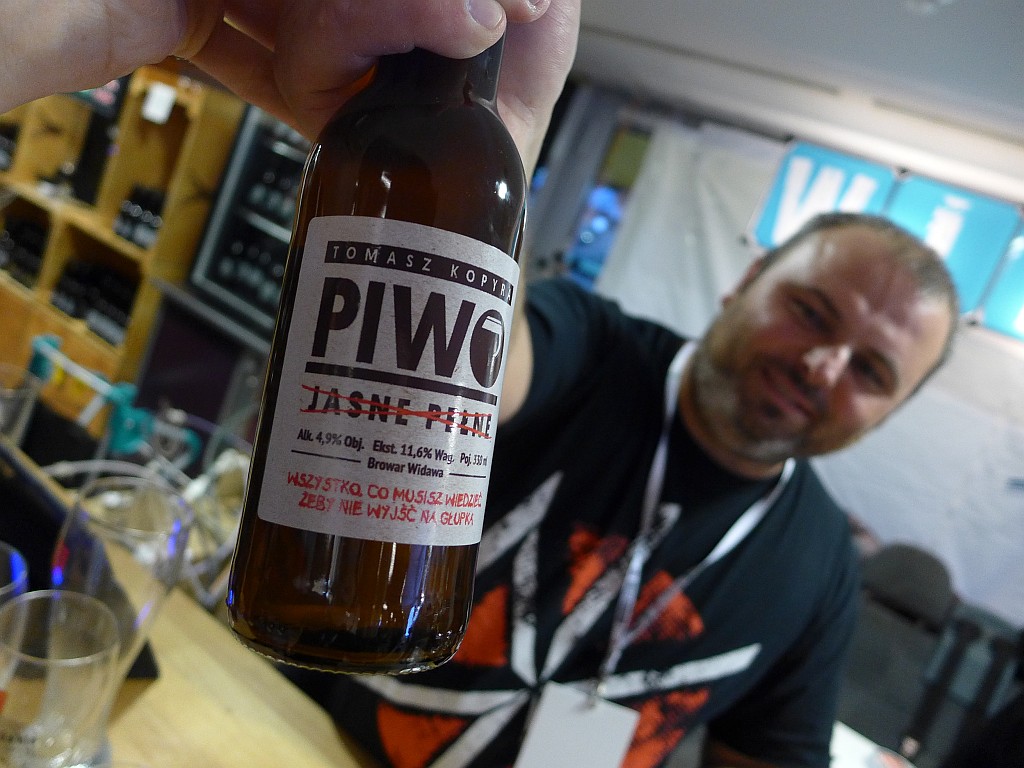 TOMASZ KOPYRA
PIWO
JASNE PEŁNE
Alk. 4,9% Obj. Ekst. 11,6% Wag. Poj. 330 ml
Browar Widawa
WSZYSTKO, CO MUSISZ WIEDZIEĆ,
ŻEBY NIE WYJŚĆ NA GŁUPKA
Wi